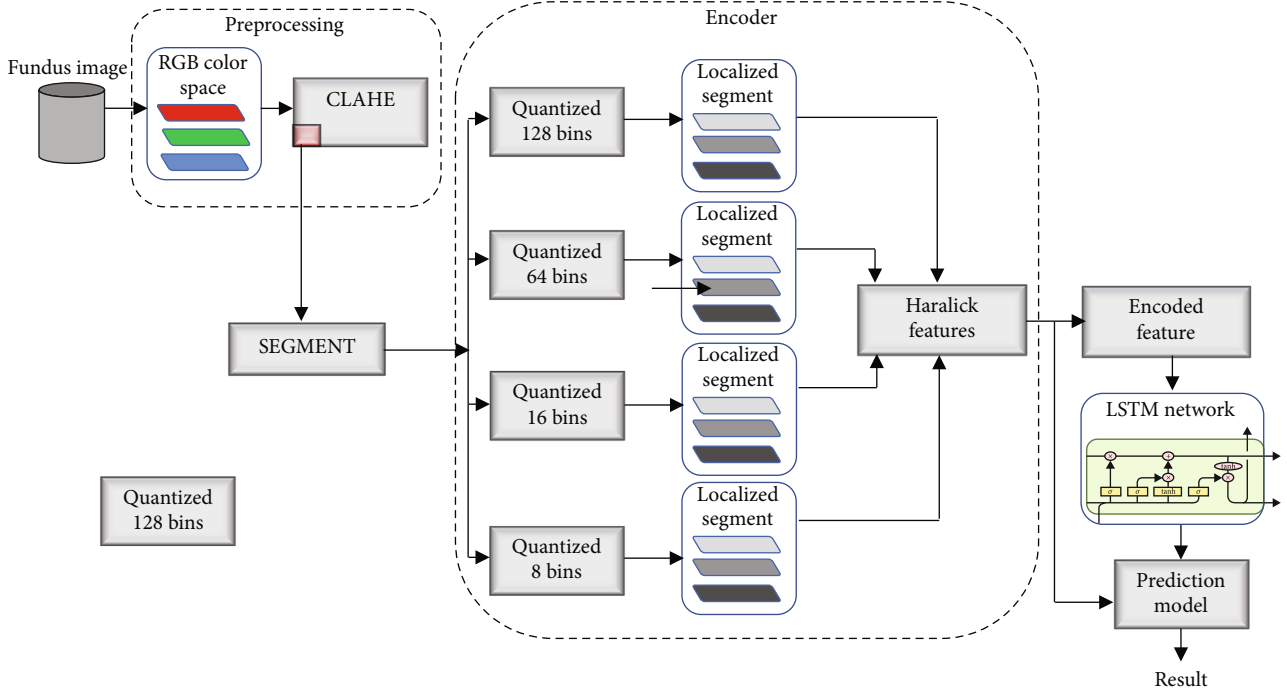 Preprocessing
Encoder
Fundus image
RGB color
space
CLAHE
SEGMENT
Quantized
128 bins
Localized
segment
Quantized
64 bins
Localized
segment
Quantized
16 bins
Localized
segment
Quantized
8 bins
Localized
segment
Haralick
features
Encoded
feature
LSTM network
×
+
tanh
×
×
σ
σ
tanh
σ
Prediction
model
Result
Quantized
128 bins